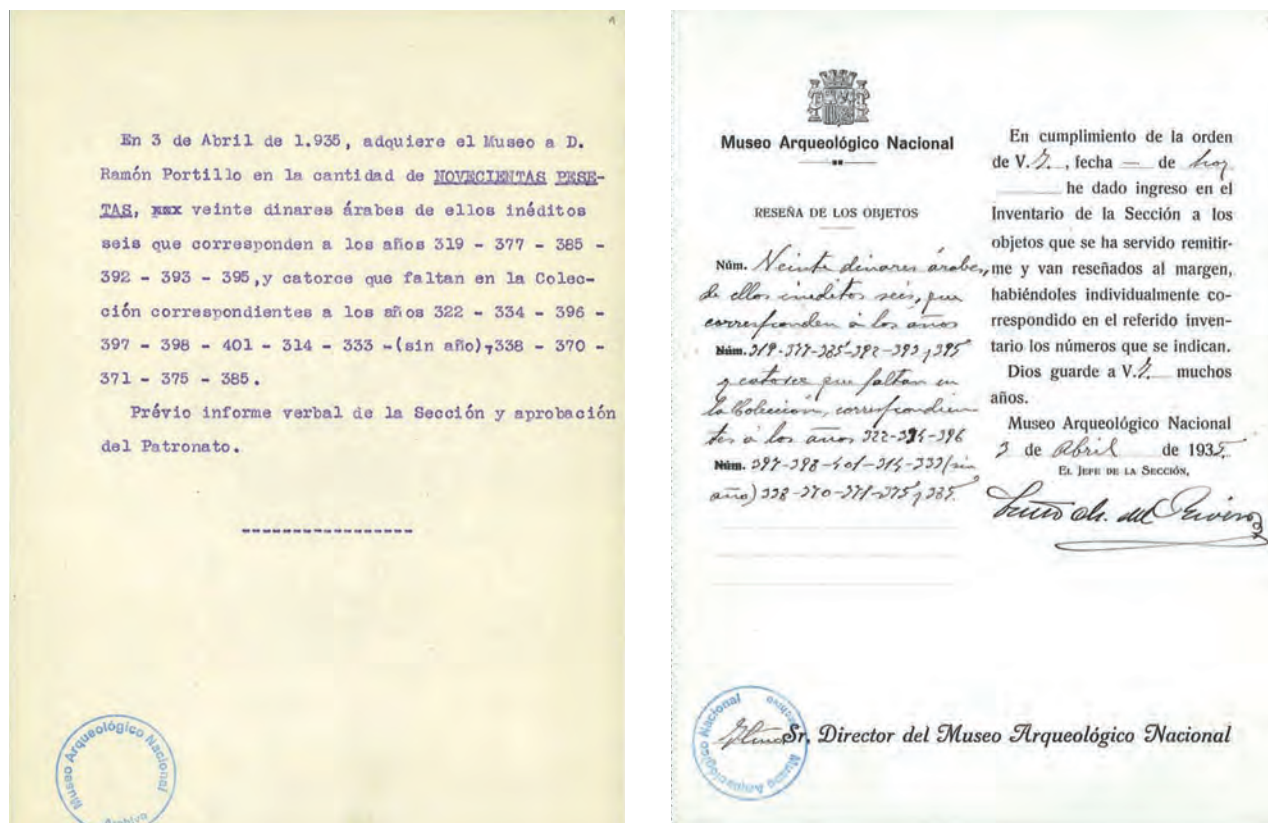 En 3 de Abril de 1.935, adquiere el Museo a D.
Ramón Portillo en la cantidad de NOVECIENTAS PESE-
TAS, xxx veinte dinares árabes de ellos inéditos
seis que corresponden a los años 319 - 377 - 385 -
392 - 393 - 395, y catorce que faltan en la Colec-
ción correspondientes a los años 322 - 334 - 396 -
397 - 398 - 401 - 314 - 333 -(sin año), 338 - 370 -
371 - 375 - 385.
Prévio informe verbal de la Sección y aprobación
del Patronato.
Museo Arqueológico Nacional
Archivo
Museo Arqueológico Nacional
RESEÑA DE LOS OBJETOS
Núm. Veinte dinares árabes,
de ellos ineditos seis, que
corresponden á los años
Núm. 319-377-385-392-393 y 395
y catorce que faltan en
la Colección, correspondien
tes á los años 322-334-396
Núm. 397-398-401-314-333 (sin
año) 338-370-371-375 y 385.
En cumplimiento de la orden
de V.I., fecha — de hoy
he dado ingreso en el
Inventario de la Sección a los
objetos que se ha servido remitir-
me y van reseñados al margen,
habiéndoles individualmente co-
rrespondido en el referido inven-
tario los números que se indican.
Dios guarde a V.I. muchos
años.
Museo Arqueológico Nacional
3 de Abril de 1935.
EL JEFE DE LA SECCIÓN,
del Rivero
Iltmo Sr. Director del Museo Arqueológico Nacional
Museo Arqueológico Nacional
Archivo